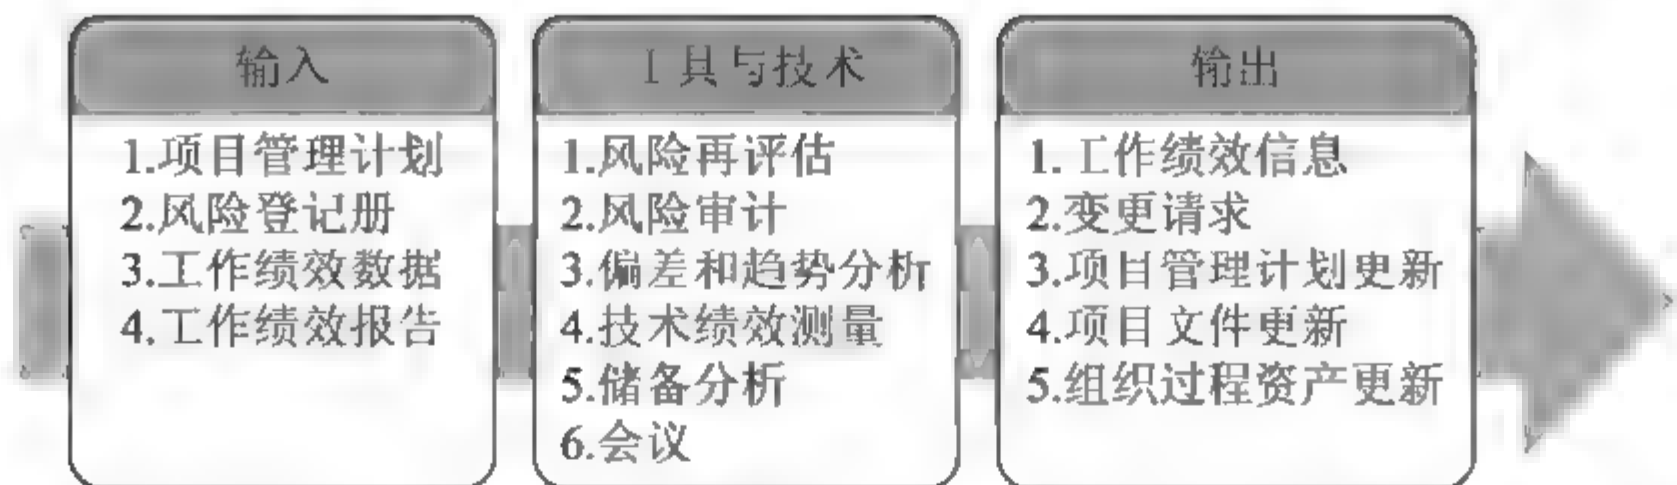 输入
1.项目管理计划
2.风险登记册
3.工作绩效数据
4.工作绩效报告
工具与技术
1.风险再评估
2.风险审计
3.偏差和趋势分析
4.技术绩效测量
5.储备分析
6.会议
输出
1.工作绩效信息
2.变更请求
3.项目管理计划更新
4.项目文件更新
5.组织过程资产更新